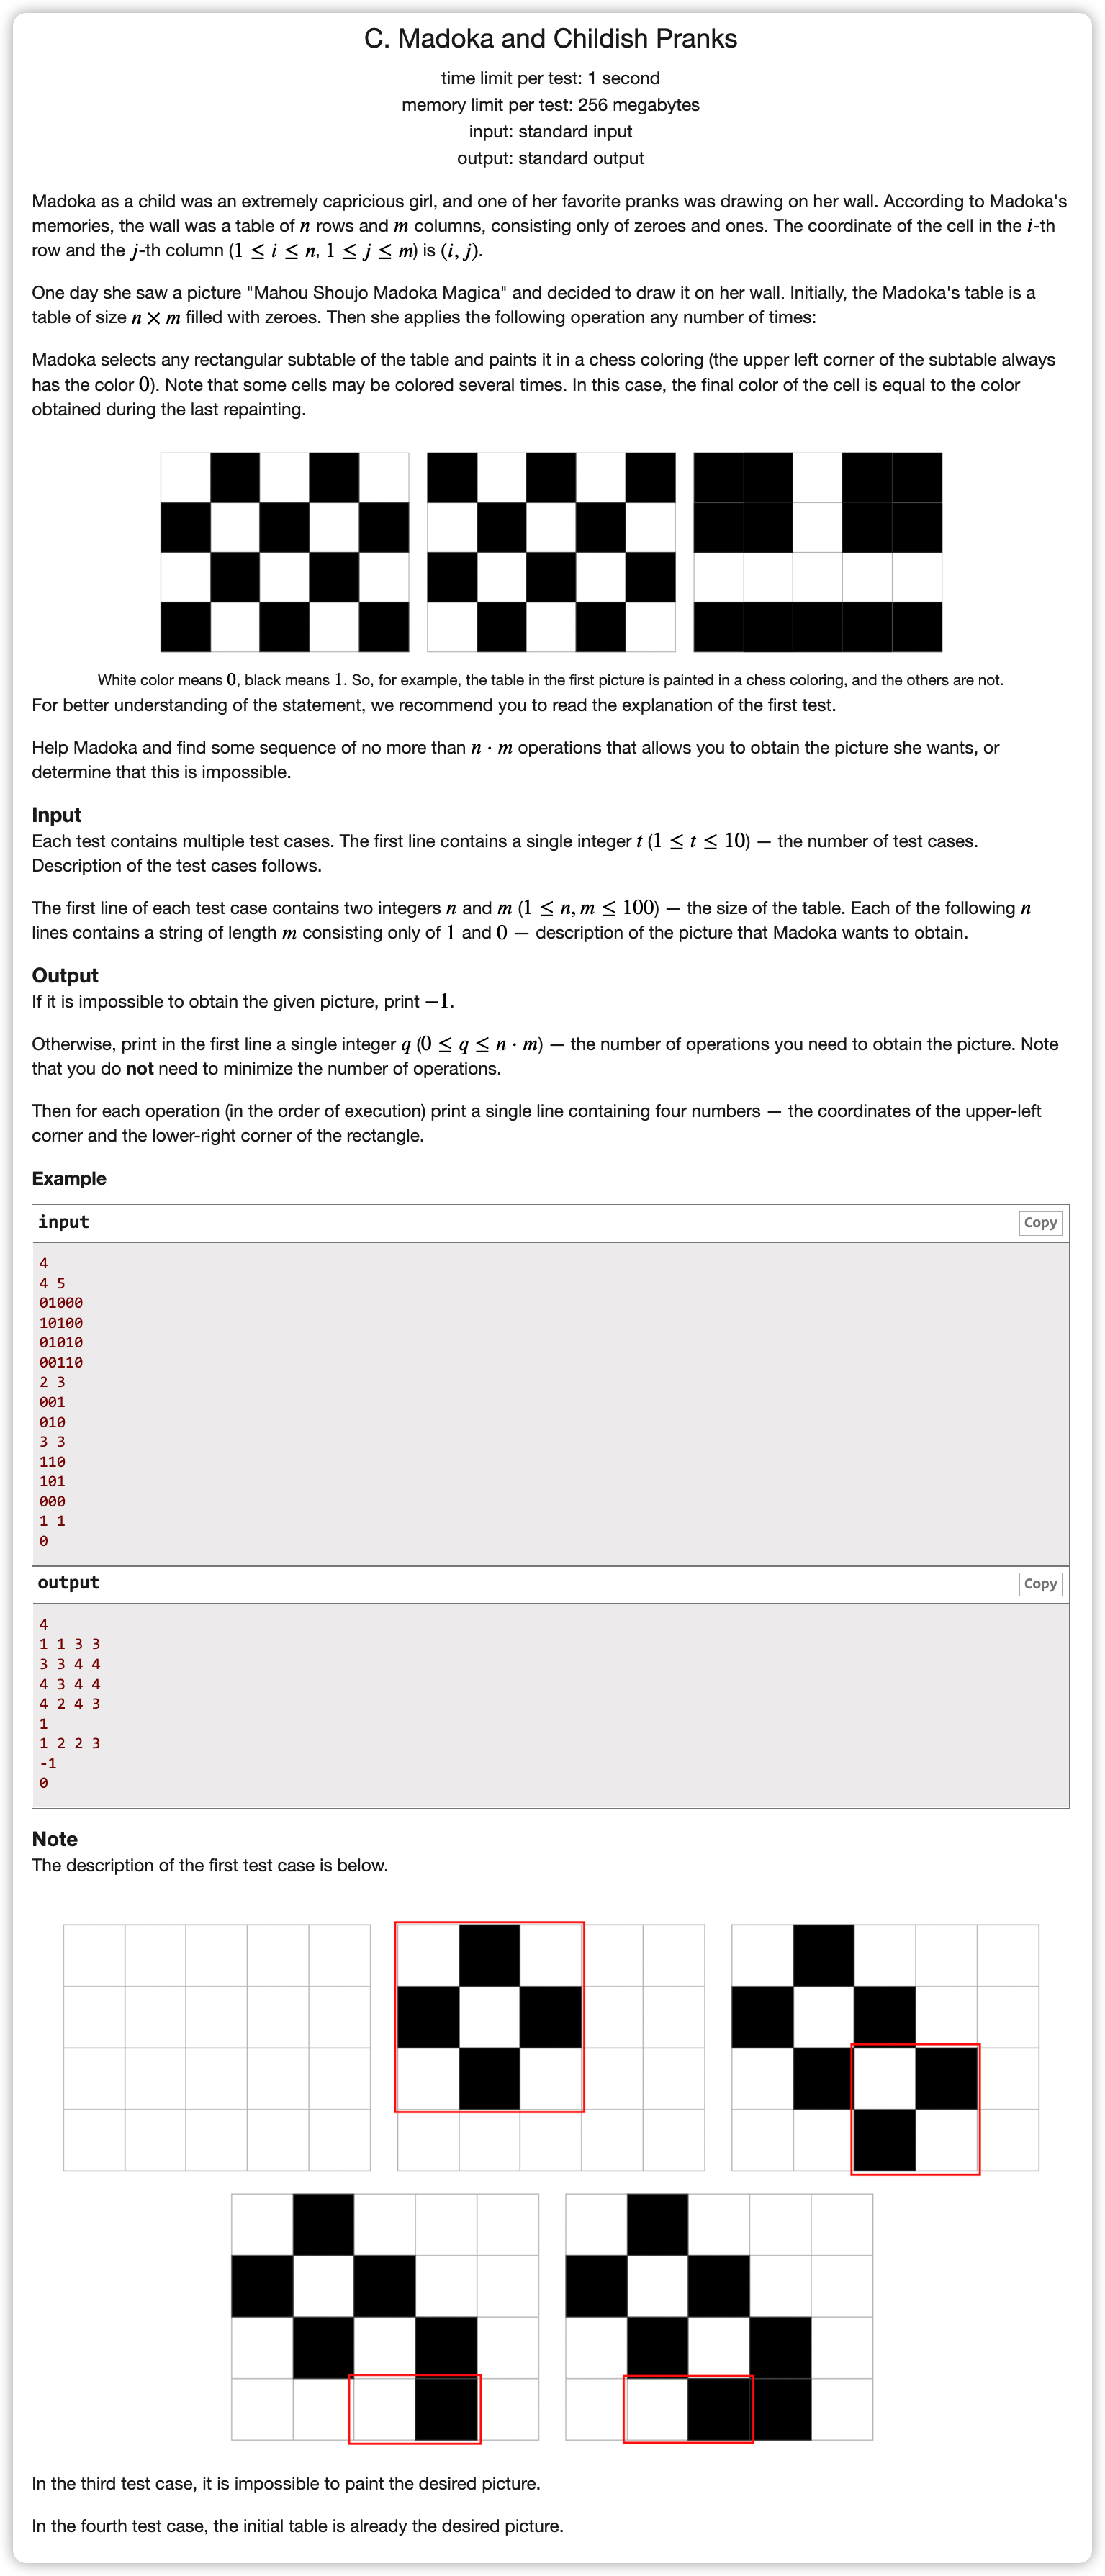 C. Madoka and Childish Pranks
time limit per test: 1 second
memory limit per test: 256 megabytes
input: standard input
output: standard output
Madoka as a child was an extremely capricious girl, and one of her favorite pranks was drawing on her wall. According to Madoka's
memories, the wall was a table of n rows and m columns, consisting only of zeroes and ones. The coordinate of the cell in the i-th
row and the j-th column (1 ≤ i ≤ n, 1 ≤ j ≤ m) is (i, j).
One day she saw a picture "Mahou Shoujo Madoka Magica" and decided to draw it on her wall. Initially, the Madoka's table is a
table of size n × m filled with zeroes. Then she applies the following operation any number of times:
Madoka selects any rectangular subtable of the table and paints it in a chess coloring (the upper left corner of the subtable always
has the color 0). Note that some cells may be colored several times. In this case, the final color of the cell is equal to the color
obtained during the last repainting.
White color means 0, black means 1. So, for example, the table in the first picture is painted in a chess coloring, and the others are not.
For better understanding of the statement, we recommend you to read the explanation of the first test.
Help Madoka and find some sequence of no more than n · m operations that allows you to obtain the picture she wants, or
determine that this is impossible.
Input
Each test contains multiple test cases. The first line contains a single integer t (1 ≤ t ≤ 10) — the number of test cases.
Description of the test cases follows.
The first line of each test case contains two integers n and m (1 ≤ n, m ≤ 100) — the size of the table. Each of the following n
lines contains a string of length m consisting only of 1 and 0 — description of the picture that Madoka wants to obtain.
Output
If it is impossible to obtain the given picture, print −1.
Otherwise, print in the first line a single integer q (0 ≤ q ≤ n · m) — the number of operations you need to obtain the picture. Note
that you do not need to minimize the number of operations.
Then for each operation (in the order of execution) print a single line containing four numbers — the coordinates of the upper-left
corner and the lower-right corner of the rectangle.
Example
input
Copy
4
4 5
01000
10100
01010
00110
2 3
001
010
3 3
110
101
000
1 1
0
output
Copy
4
1 1 3 3
3 3 4 4
4 3 4 4
4 2 4 3
1
1 2 2 3
-1
0
Note
The description of the first test case is below.
In the third test case, it is impossible to paint the desired picture.
In the fourth test case, the initial table is already the desired picture.